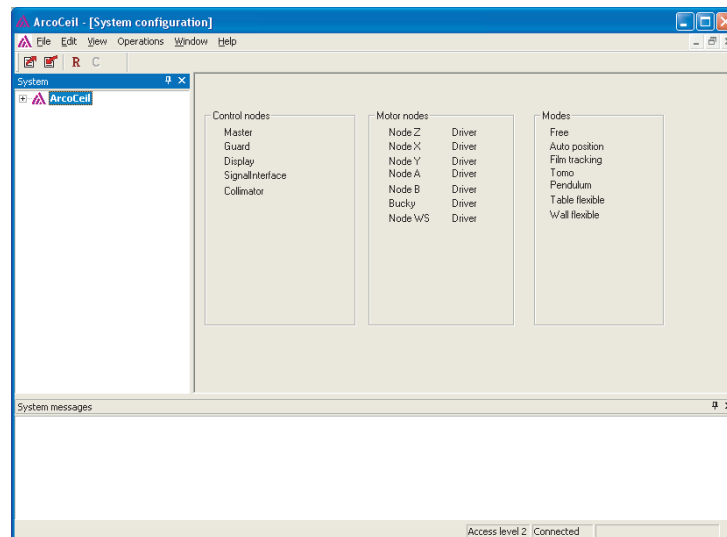 ArcoCeil - [System configuration]
File Edit View Operations Window Help
R C
System
ArcoCeil
Control nodes
Master
Guard
Display
SignalInterface
Collimator
Motor nodes
Node Z Driver
Node X Driver
Node Y Driver
Node A Driver
Node B Driver
Bucky Driver
Node WS Driver
Modes
Free
Auto position
Film tracking
Tomo
Pendulum
Table flexible
Wall flexible
System messages
Access level 2 Connected